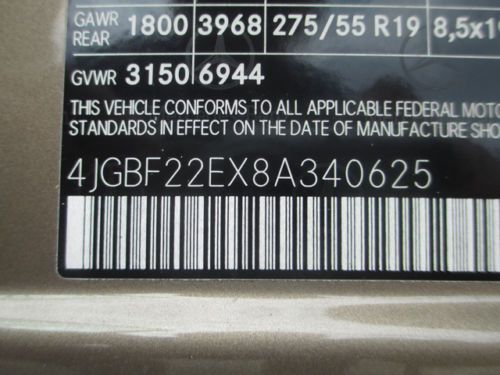 GAWR 1800 3968 275/55 R19 8,5x1
REAR
GVWR 3150 6944
THIS VEHICLE CONFORMS TO ALL APPLICABLE FEDERAL MOTO
STANDARDS IN EFFECT ON THE DATE OF MANUFACTURE SHO
4JGBF22EX8A340625